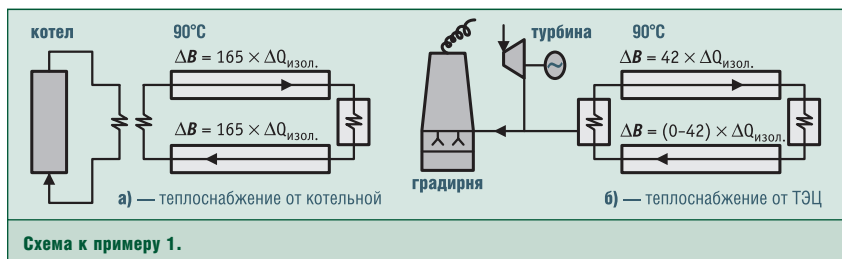 котел
90°C
ΔB = 165 × ΔQизол.
ΔB = 165 × ΔQизол.
а) — теплоснабжение от котельной
турбина
90°C
~
ΔB = 42 × ΔQизол.
ΔB = (0–42) × ΔQизол.
градирня
б) — теплоснабжение от ТЭЦ
Схема к примеру 1.